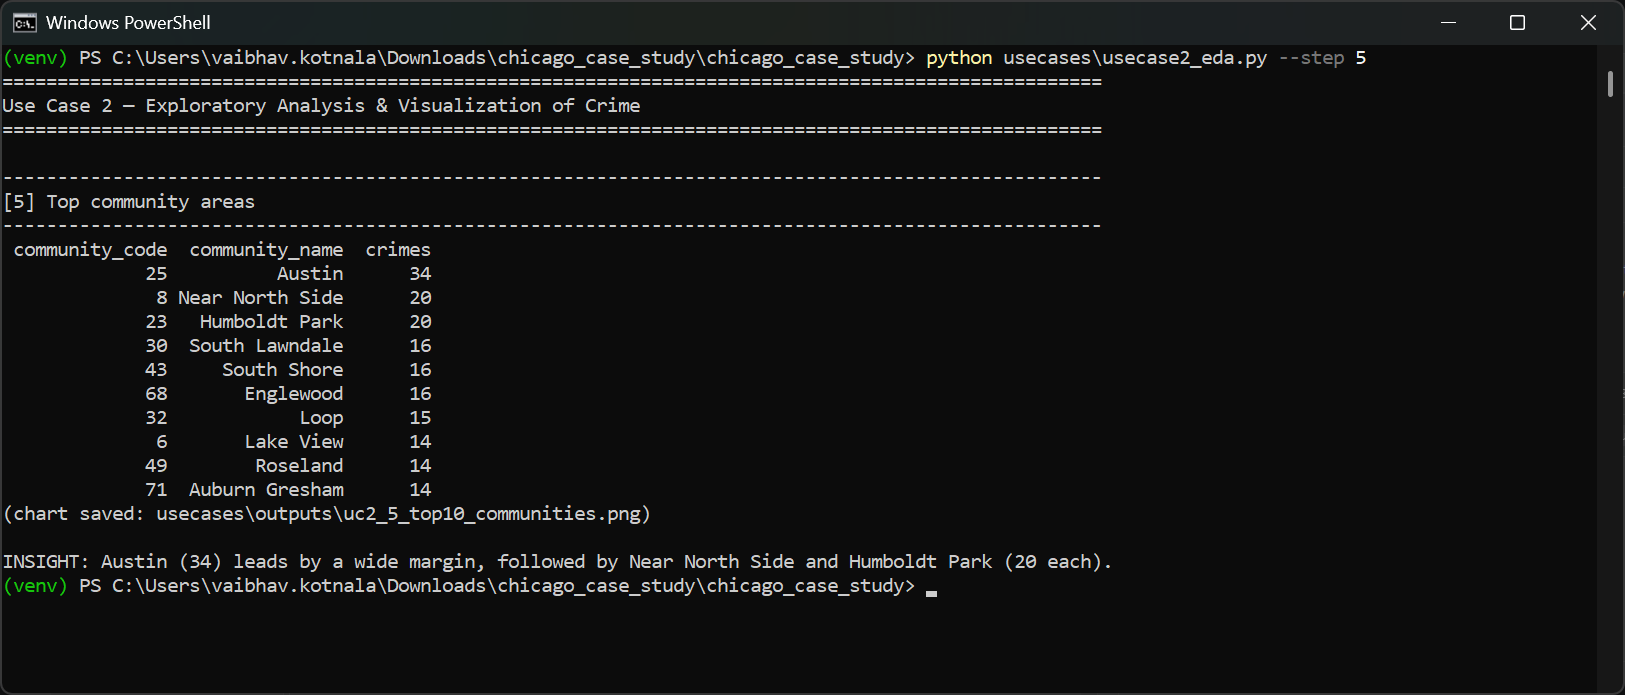 Windows PowerShell
(venv) PS C:\Users\vaibhav.kotnala\Downloads\chicago_case_study\chicago_case_study> python usecases\usecase2_eda.py --step 5
====================================================================================================
Use Case 2 — Exploratory Analysis & Visualization of Crime
====================================================================================================
----------------------------------------------------------------------------------------------------
[5] Top community areas
----------------------------------------------------------------------------------------------------
community_code community_name crimes
25 Austin 34
8 Near North Side 20
23 Humboldt Park 20
30 South Lawndale 16
43 South Shore 16
68 Englewood 16
32 Loop 15
6 Lake View 14
49 Roseland 14
71 Auburn Gresham 14
(chart saved: usecases\outputs\uc2_5_top10_communities.png)
INSIGHT: Austin (34) leads by a wide margin, followed by Near North Side and Humboldt Park (20 each).
(venv) PS C:\Users\vaibhav.kotnala\Downloads\chicago_case_study\chicago_case_study>